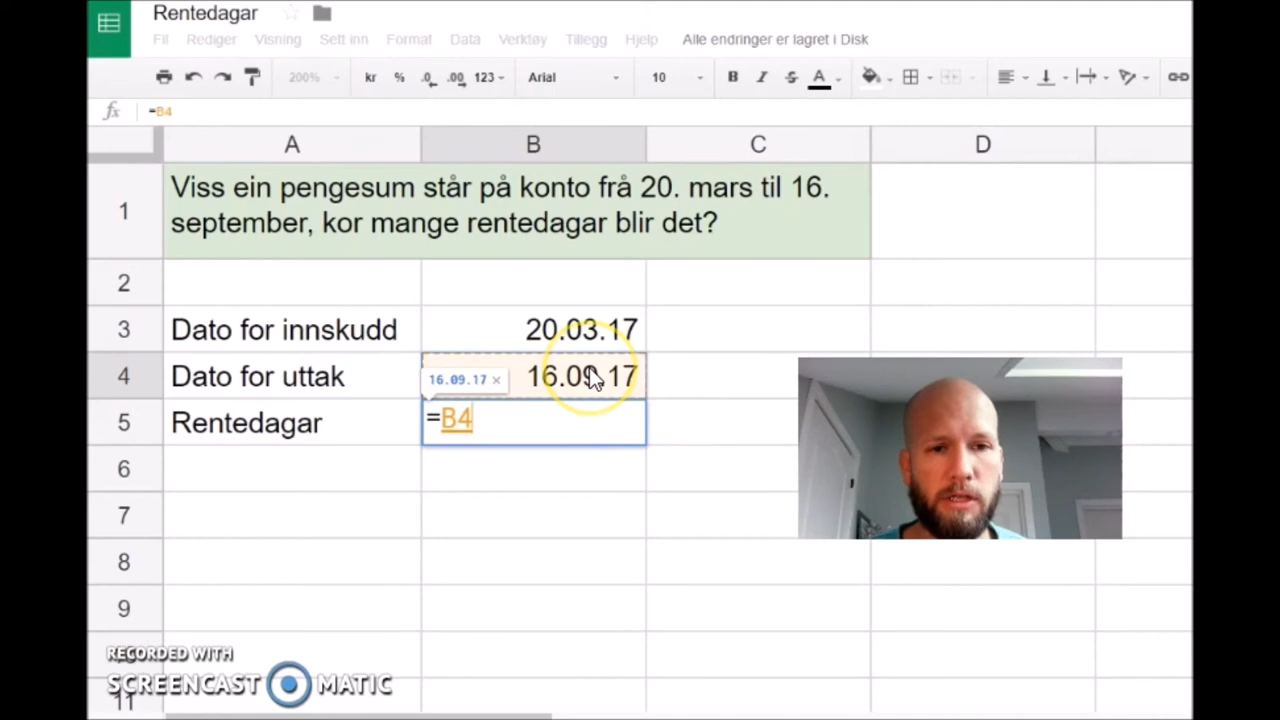 Rentedagar
Fil Rediger Visning Sett inn Format Data Verktøy Tillegg Hjelp Alle endringer er lagret i Disk
200% kr % .0 .00 123 Arial 10 B I S A
fx =B4
A B C D
1 Viss ein pengesum står på konto frå 20. mars til 16.
september, kor mange rentedagar blir det?
2
3 Dato for innskudd 20.03.17
4 Dato for uttak 16.09.17 × 16.09.17
5 Rentedagar =B4
6
7
8
9
RECORDED WITH
SCREENCAST MATIC
11